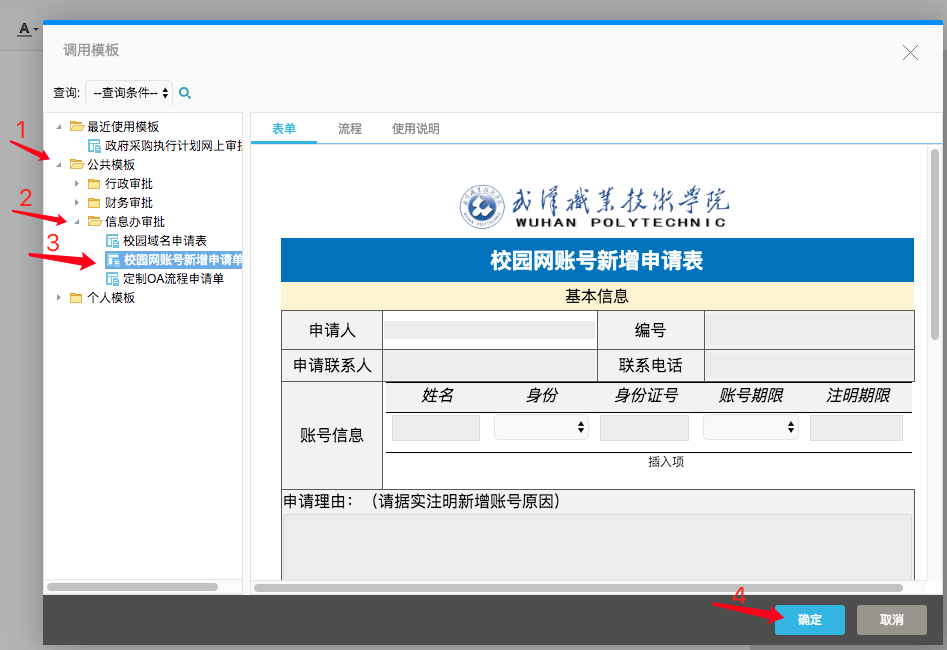 A
调用模板
查询: --查询条件--
1
最近使用模板
政府采购执行计划网上审批
公共模板
行政审批
财务审批
2
信息办审批
校园域名申请表
3
校园网账号新增申请单
定制OA流程申请单
个人模板
表单 流程 使用说明
武汉职业技术学院
WUHAN POLYTECHNIC
校园网账号新增申请表
基本信息
申请人 编号
申请联系人 联系电话
姓名 身份 身份证号 账号期限 注明期限
账号信息
插入项
申请理由：（请据实注明新增账号原因）
4
确定 取消